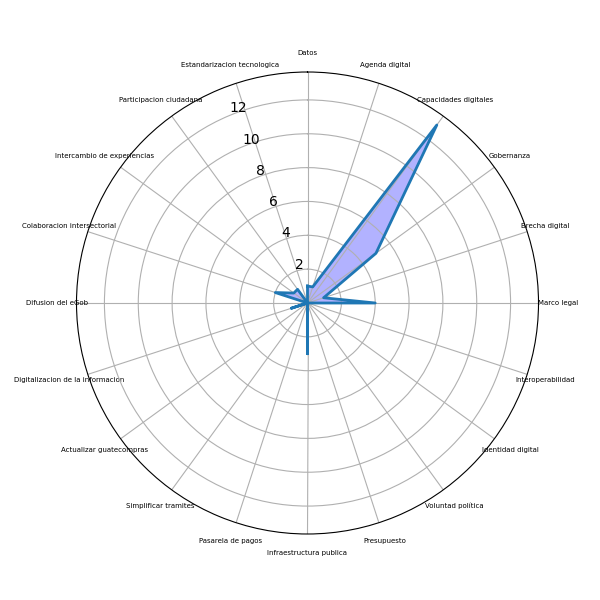 Datos
Estandarizacion tecnologica
Agenda digital
Participacion ciudadana
12
Capacidades digitales
10
Intercambio de experiencias
8
Gobernanza
6
Colaboracion intersectorial
4
Brecha digital
2
Difusion del eGob
Marco legal
Digitalizacion de la información
Interoperabilidad
Actualizar guatecompras
Identidad digital
Simplificar tramites
Voluntad política
Pasarela de pagos
Presupuesto
Infraestructura publica